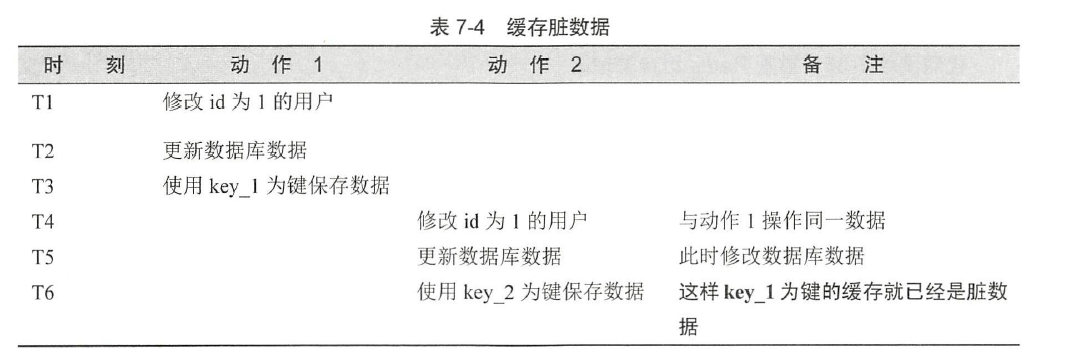 表 7-4 缓存脏数据
时 刻 动 作 1 动 作 2 备 注
T1 修改 id 为 1 的用户
T2 更新数据库数据
T3 使用 key_1 为键保存数据
T4 修改 id 为 1 的用户 与动作 1 操作同一数据
T5 更新数据库数据 此时修改数据库数据
T6 使用 key_2 为键保存数据 这样 key_1 为键的缓存就已经是脏数
据